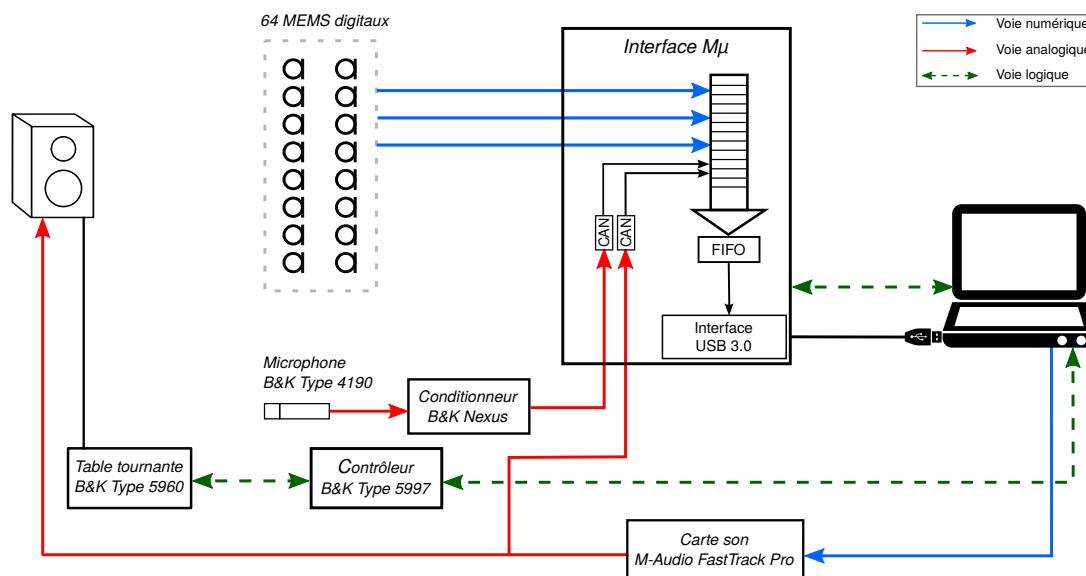 64 MEMS digitaux
Interface Mµ
Voie numérique
Voie analogique
Voie logique
CAN
CAN
FIFO
Interface
USB 3.0
Microphone
B&K Type 4190
Conditionneur
B&K Nexus
Table tournante
B&K Type 5960
Contrôleur
B&K Type 5997
Carte son
M-Audio FastTrack Pro